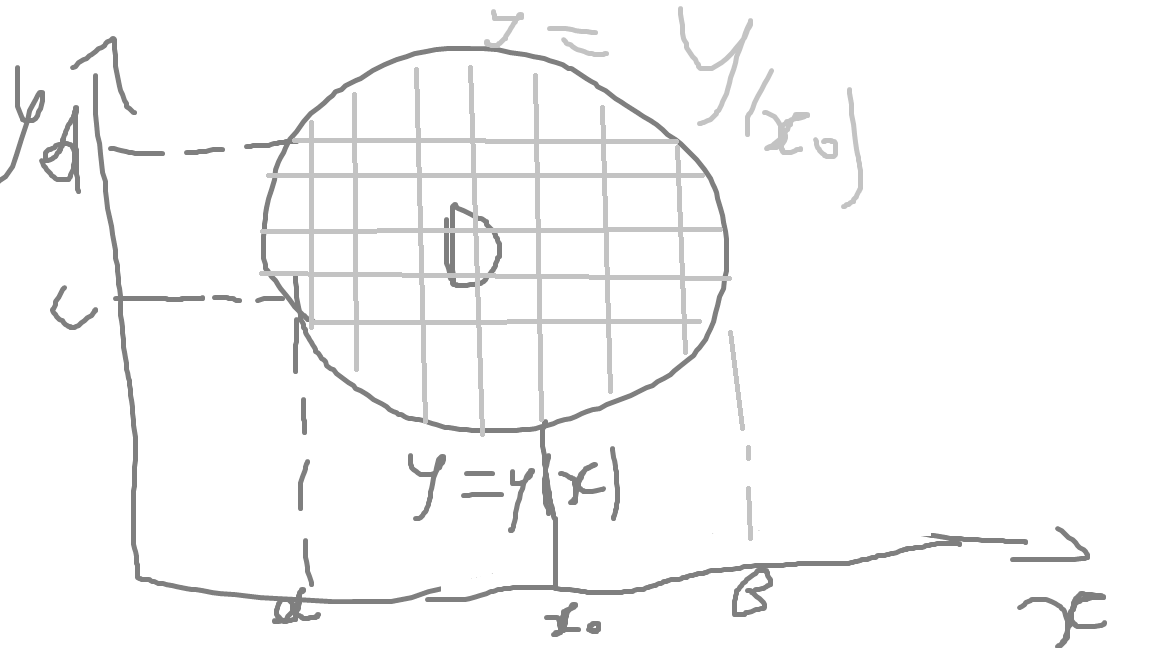 y = Y(x₀)
y
d
D
c
y = y(x)
α
x₀
β
x